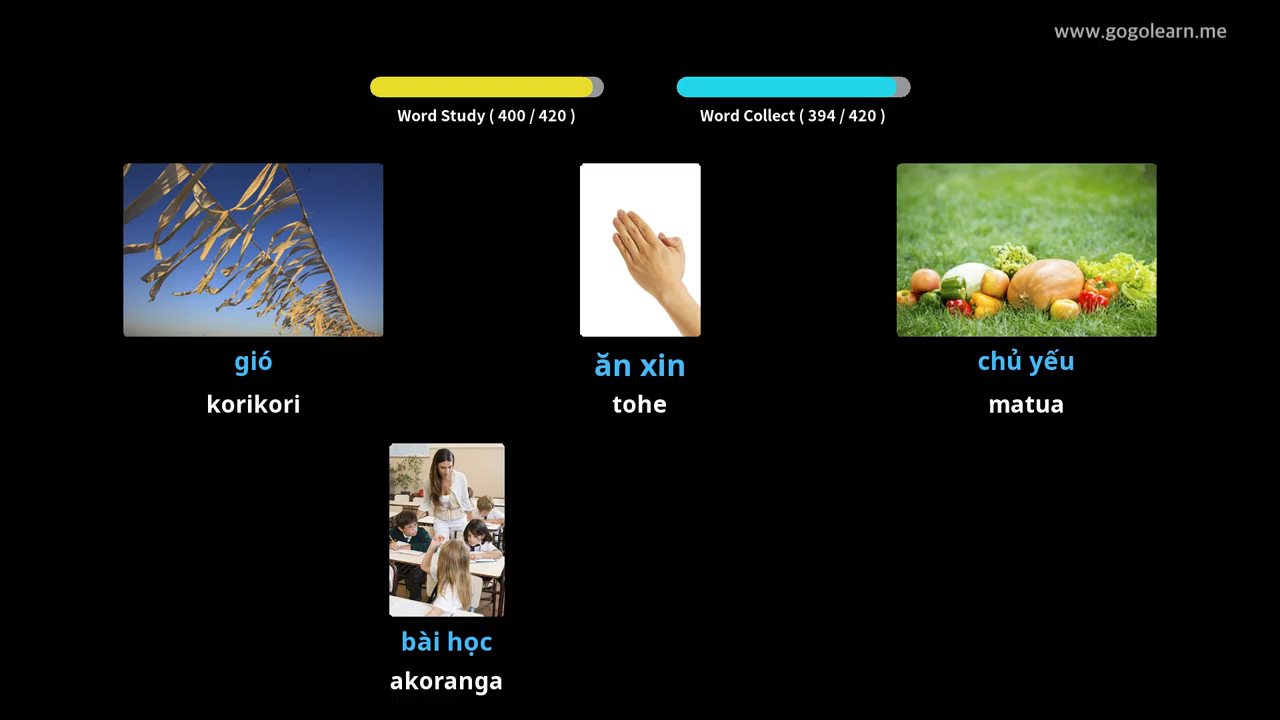 www.gogolearn.me
Word Study ( 400 / 420 )
Word Collect ( 394 / 420 )
gió
ăn xin
chủ yếu
korikori
tohe
matua
bài học
akoranga